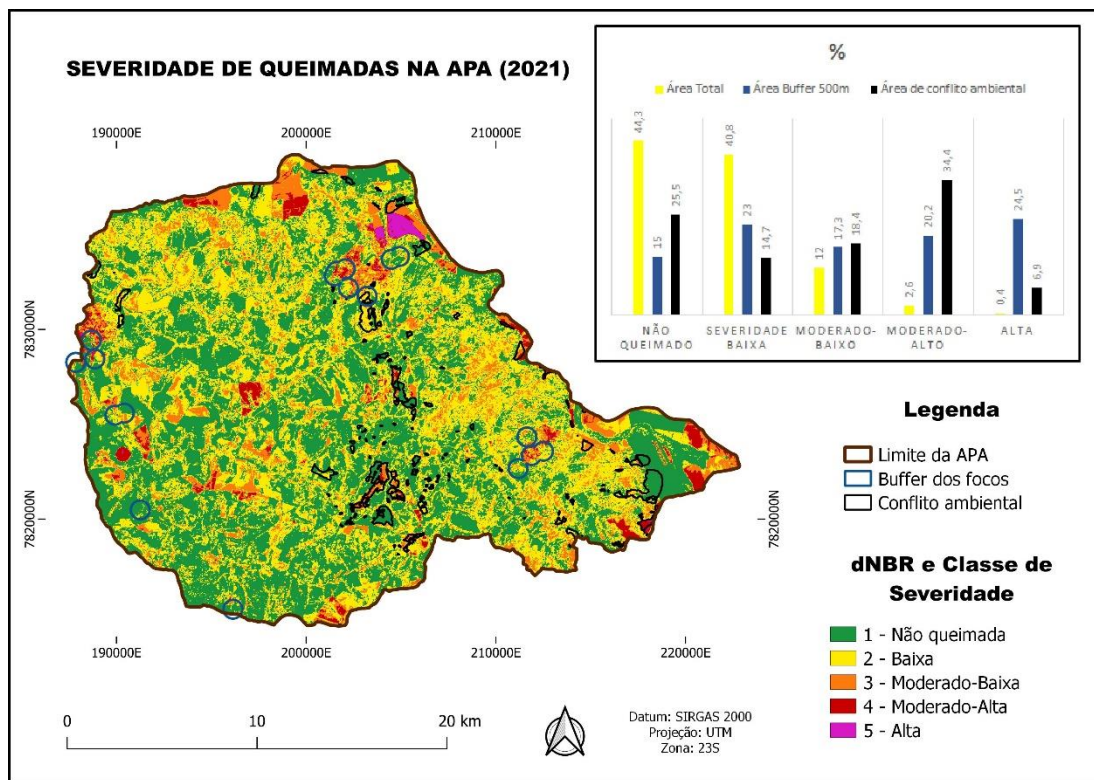 SEVERIDADE DE QUEIMADAS NA APA (2021)
%
Área Total Área Buffer 500m Área de conflito ambiental
44,3
15
25,5
40,8
23
14,7
12
17,3
18,4
2,6
20,2
34,4
0,4
24,5
6,9
NÃO QUEIMADO
SEVERIDADE BAIXA
MODERADO-BAIXO
MODERADO-ALTO
ALTA
190000E 200000E 210000E
7830000N
7820000N
7820000N
190000E 200000E 210000E 220000E
Legenda
Limite da APA
Buffer dos focos
Conflito ambiental
dNBR e Classe de
Severidade
1 - Não queimada
2 - Baixa
3 - Moderado-Baixa
4 - Moderado-Alta
5 - Alta
0 10 20 km
Datum: SIRGAS 2000
Projeção: UTM
Zona: 23S